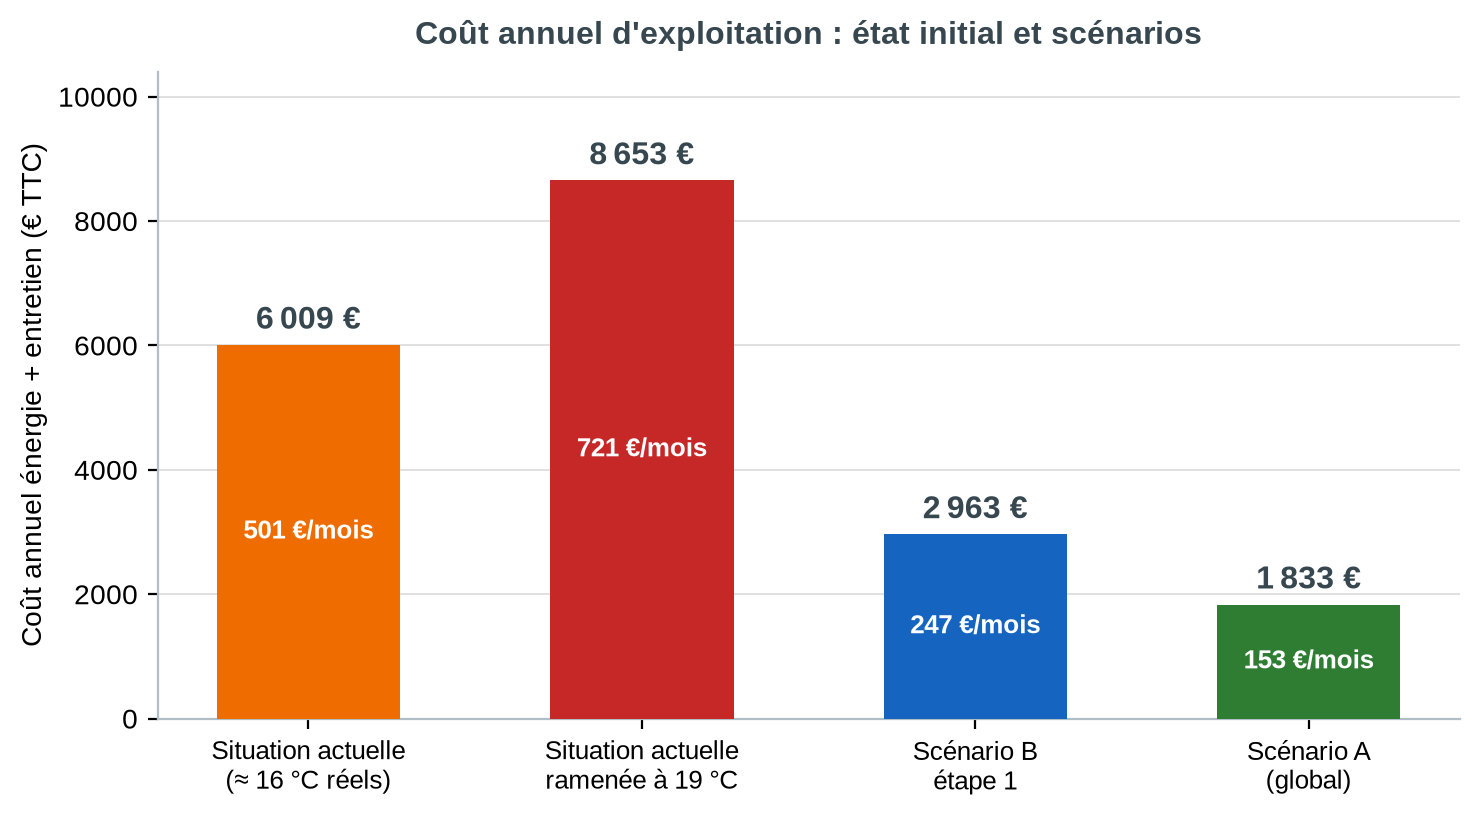 Coût annuel d'exploitation : état initial et scénarios
Coût annuel énergie + entretien (€ TTC)
10000
8000
6000
4000
2000
0
6 009 €
501 €/mois
8 653 €
721 €/mois
2 963 €
247 €/mois
1 833 €
153 €/mois
Situation actuelle
(≈ 16 °C réels)
Situation actuelle
ramenée à 19 °C
Scénario B
étape 1
Scénario A
(global)